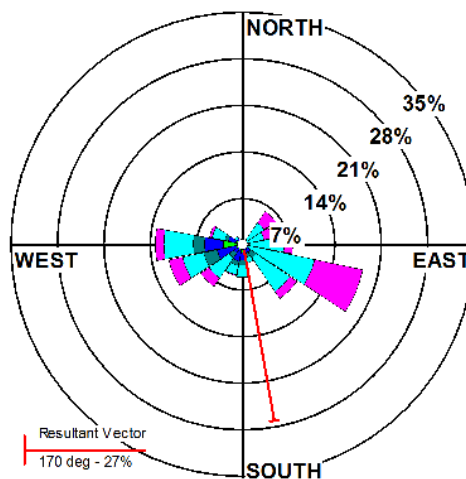 NORTH
35%
28%
21%
14%
7%
WEST
EAST
Resultant Vector
170 deg - 27%
SOUTH